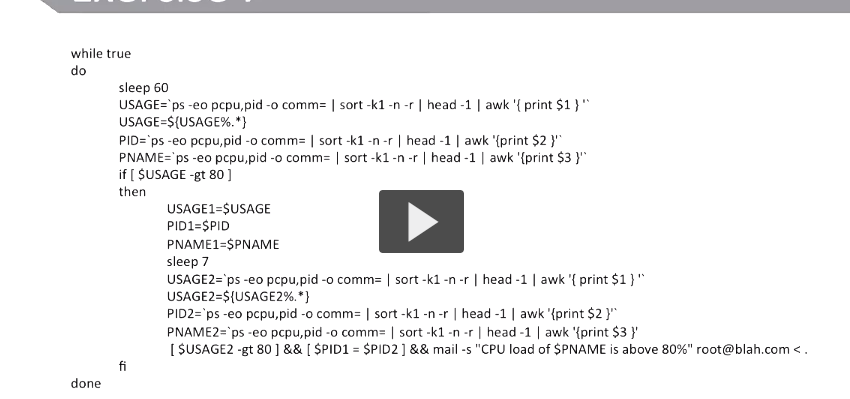 while true
do
sleep 60
USAGE=`ps -eo pcpu,pid -o comm= | sort -k1 -n -r | head -1 | awk '{ print $1 } '`
USAGE=${USAGE%.*}
PID=`ps -eo pcpu,pid -o comm= | sort -k1 -n -r | head -1 | awk '{print $2 }'`
PNAME=`ps -eo pcpu,pid -o comm= | sort -k1 -n -r | head -1 | awk '{print $3 }'`
if [ $USAGE -gt 80 ]
then
USAGE1=$USAGE
PID1=$PID
PNAME1=$PNAME
sleep 7
USAGE2=`ps -eo pcpu,pid -o comm= | sort -k1 -n -r | head -1 | awk '{ print $1 } '`
USAGE2=${USAGE2%.*}
PID2=`ps -eo pcpu,pid -o comm= | sort -k1 -n -r | head -1 | awk '{print $2 }'`
PNAME2=`ps -eo pcpu,pid -o comm= | sort -k1 -n -r | head -1 | awk '{print $3 }'
[ $USAGE2 -gt 80 ] && [ $PID1 = $PID2 ] && mail -s "CPU load of $PNAME is above 80%" root@blah.com < .
fi
done